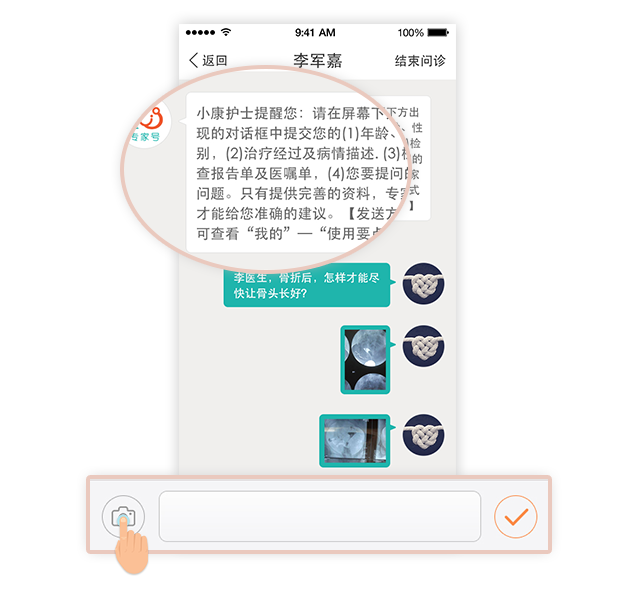 9:41 AM
100%
返回
李军嘉
结束问诊
专家号
小康护士提醒您：请在屏幕下下方出
现的对话框中提交您的(1)年龄、性
别，(2)治疗经过及病情描述.(3)检
查报告单及医嘱单，(4)您要提问的
问题。只有提供完善的资料，专家
才能给您准确的建议。【发送方式
可查看“我的”—“使用要点】
李医生，骨折后，怎样才能尽
快让骨头长好?